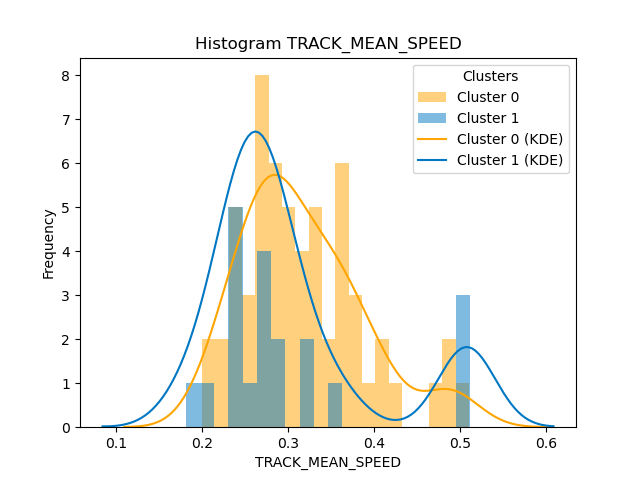 Histogram TRACK_MEAN_SPEED
Clusters
Cluster 0
Cluster 1
Cluster 0 (KDE)
Cluster 1 (KDE)
Frequency
8
7
6
5
4
3
2
1
0
0.1 0.2 0.3 0.4 0.5 0.6
TRACK_MEAN_SPEED